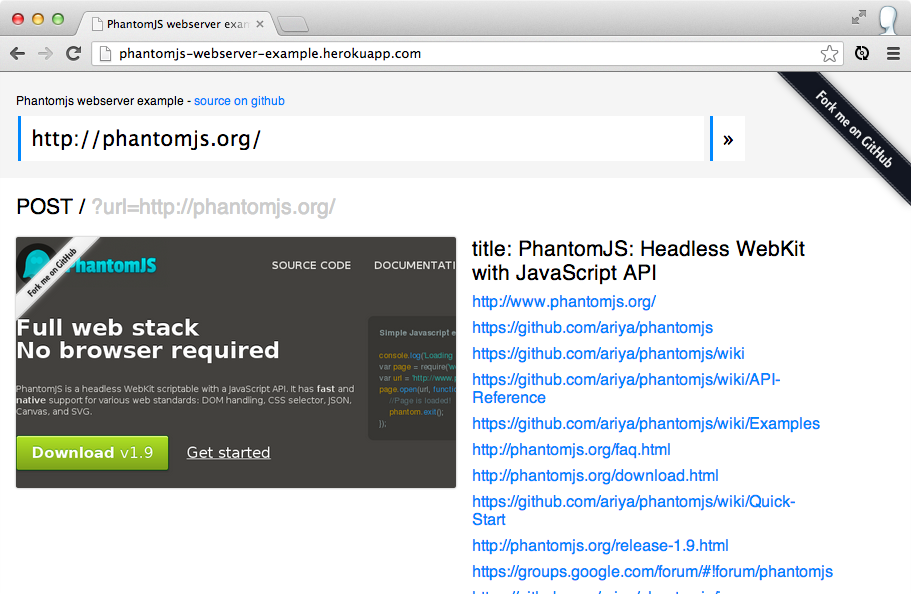 PhantomJS webserver exam
phantomjs-webserver-example.herokuapp.com
Phantomjs webserver example - source on github
Fork me on GitHub
http://phantomjs.org/
»
POST / ?url=http://phantomjs.org/
Fork me on GitHub
hantomJS
SOURCE CODE
DOCUMENTATI
Full web stack
No browser required
PhantomJS is a headless WebKit scriptable with a JavaScript API. It has fast and
native support for various web standards: DOM handling, CSS selector, JSON,
Canvas, and SVG.
Download v1.9
Get started
Simple Javascript e
console.log('Loading
var page = require('w
var url = 'http://www.p
page.open(url, functio
//Page is loaded!
phantom.exit();
});
title: PhantomJS: Headless WebKit
with JavaScript API
http://www.phantomjs.org/
https://github.com/ariya/phantomjs
https://github.com/ariya/phantomjs/wiki
https://github.com/ariya/phantomjs/wiki/API-
Reference
https://github.com/ariya/phantomjs/wiki/Examples
http://phantomjs.org/faq.html
http://phantomjs.org/download.html
https://github.com/ariya/phantomjs/wiki/Quick-
Start
http://phantomjs.org/release-1.9.html
https://groups.google.com/forum/#!forum/phantomjs